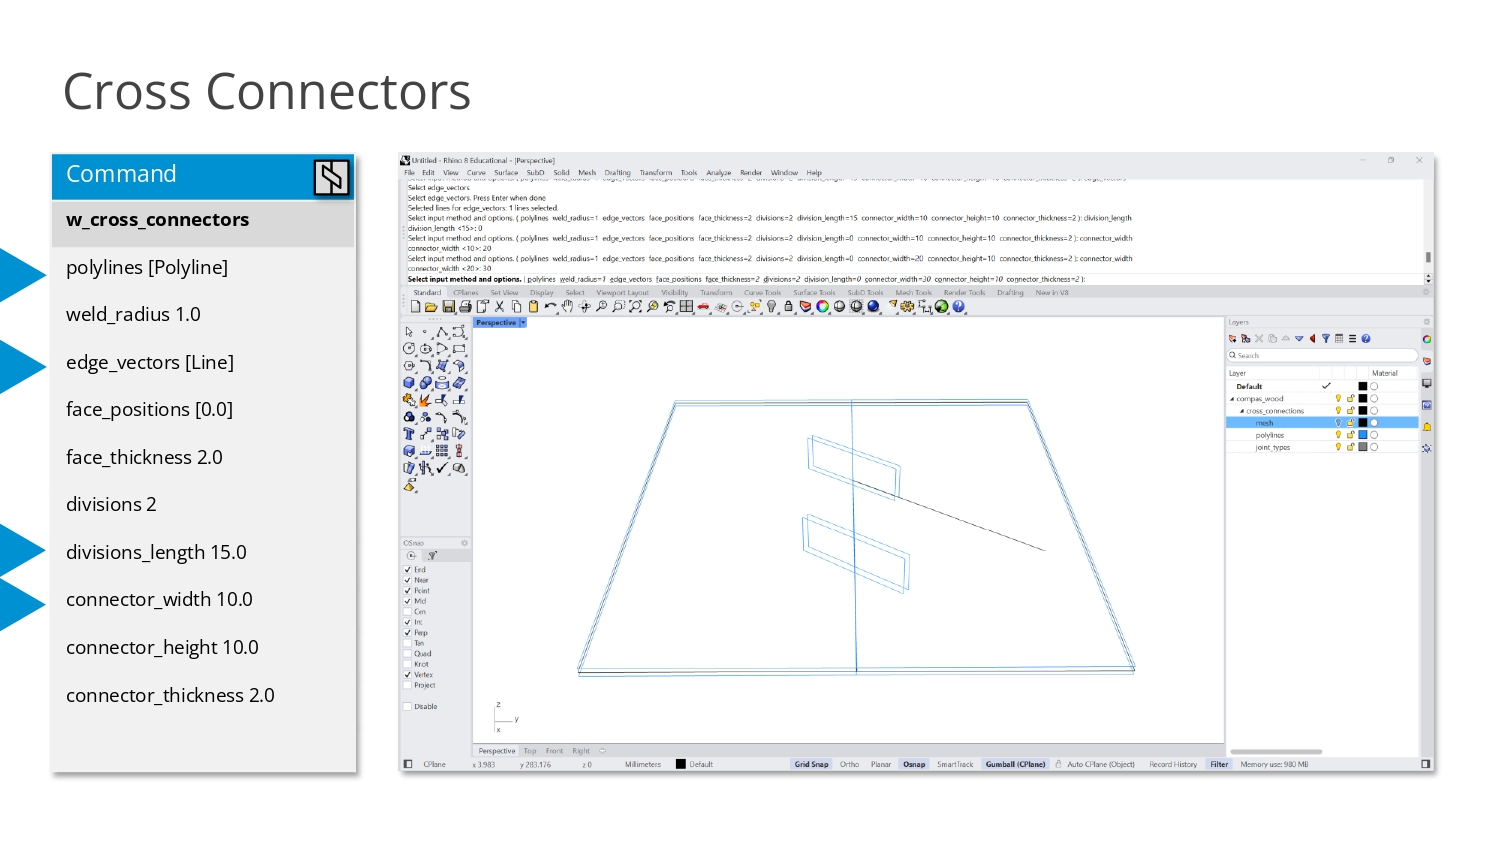 Cross Connectors
Command
w_cross_connectors
polylines [Polyline]
weld_radius 1.0
edge_vectors [Line]
face_positions [0.0]
face_thickness 2.0
divisions 2
divisions_length 15.0
connector_width 10.0
connector_height 10.0
connector_thickness 2.0
Untitled - Rhino 8 Educational - [Perspective]
File Edit View Curve Surface SubD Solid Mesh Drafting Transform Tools Analyze Render Window Help
Select edge_vectors
Select edge_vectors. Press Enter when done
Selected lines for edge_vectors: 1 lines selected.
Select input method and options. ( polylines weld_radius=1 edge_vectors face_positions face_thickness=2 divisions=2 division_length=15 connector_width=10 connector_height=10 connector_thickness=2 ): division_length
division_length <15>: 0
Select input method and options. ( polylines weld_radius=1 edge_vectors face_positions face_thickness=2 divisions=2 division_length=0 connector_width=10 connector_height=10 connector_thickness=2 ): connector_width
connector_width <10>: 20
Select input method and options. ( polylines weld_radius=1 edge_vectors face_positions face_thickness=2 divisions=2 division_length=0 connector_width=20 connector_height=10 connector_thickness=2 ): connector_width
connector_width <20>: 30
Select input method and options. ( polylines weld_radius=1 edge_vectors face_positions face_thickness=2 divisions=2 division_length=0 connector_width=30 connector_height=10 connector_thickness=2 ):
Standard CPlanes Set View Display Select Viewport Layout Visibility Transform Curve Tools Surface Tools Solid Tools SubD Tools Mesh Tools Render Tools Drafting New in V8
Perspective
Layers
Search
Layer Material
Default
compas_wood
cross_connections
mesh
polylines
joint_types
OSnap
End
Near
Point
Mid
Cen
Int
Perp
Tan
Quad
Knot
Vertex
Project
Disable
z
y
x
Perspective Top Front Right
CPlane x 3.983 y 283.176 z 0 Millimeters Default Grid Snap Ortho Planar Osnap SmartTrack Gumball (CPlane) Auto CPlane (Object) Record History Filter Memory use: 980 MB